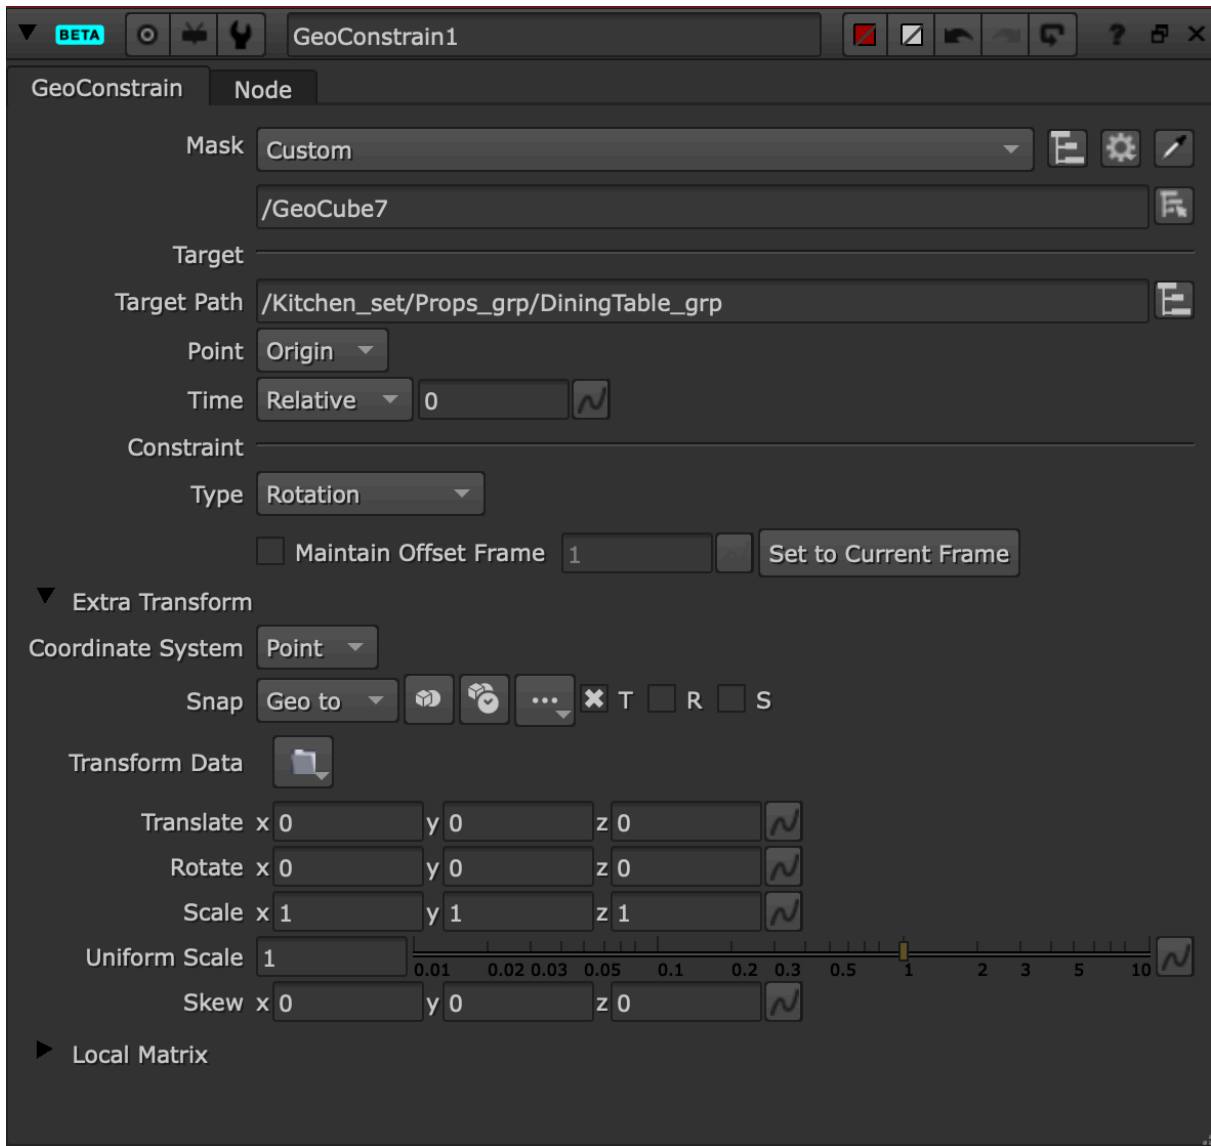 BETA GeoConstrain1 ?
GeoConstrain Node
Mask Custom
/GeoCube7
Target
Target Path /Kitchen_set/Props_grp/DiningTable_grp
Point Origin
Time Relative 0
Constraint
Type Rotation
Maintain Offset Frame 1 Set to Current Frame
Extra Transform
Coordinate System Point
Snap Geo to ... T R S
Transform Data
Translate x 0 y 0 z 0
Rotate x 0 y 0 z 0
Scale x 1 y 1 z 1
Uniform Scale 1 0.01 0.02 0.03 0.05 0.1 0.2 0.3 0.5 1 2 3 5 10
Skew x 0 y 0 z 0
Local Matrix